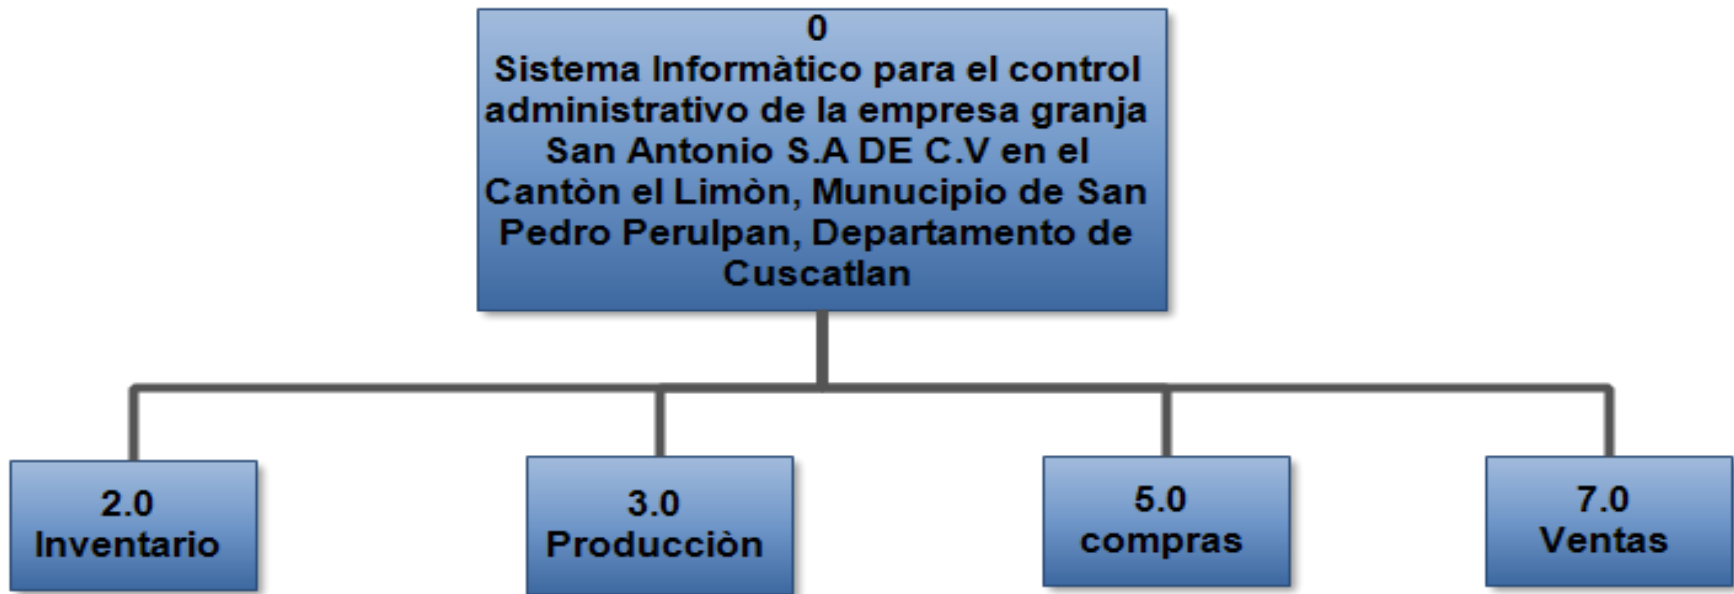 0
Sistema Informàtico para el control
administrativo de la empresa granja
San Antonio S.A DE C.V en el
Cantòn el Limòn, Munucipio de San
Pedro Perulpan, Departamento de
Cuscatlan
2.0
Inventario
3.0
Producciòn
5.0
compras
7.0
Ventas